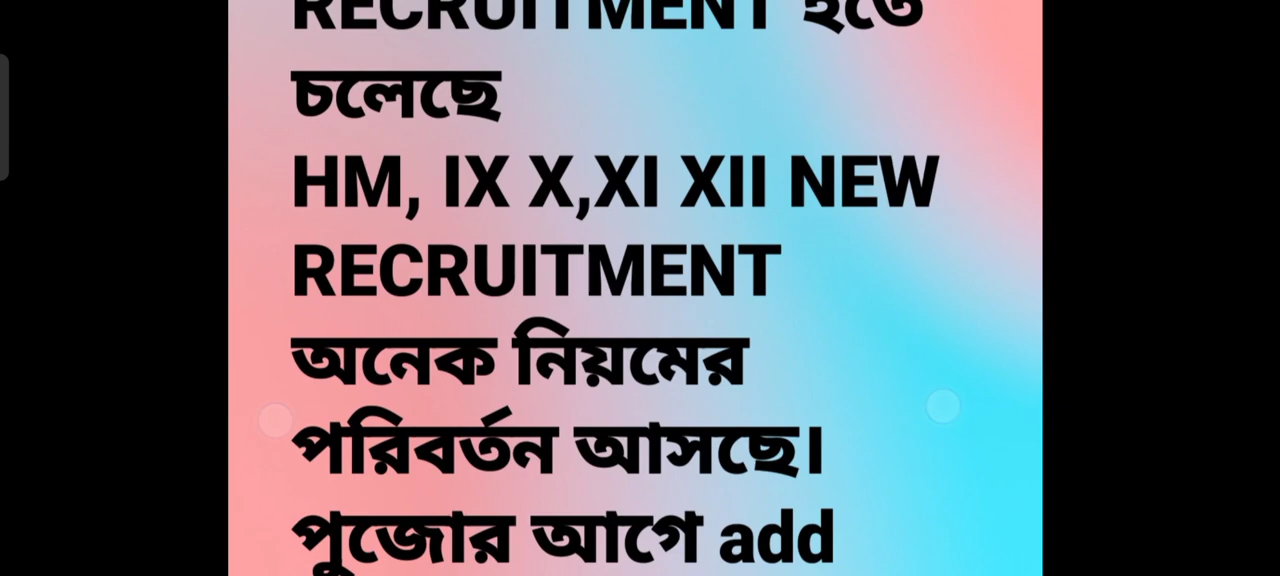 RECRUITMENT হতে
চলেছে
HM, IX X,XI XII NEW
RECRUITMENT
অনেক নিয়মের
পরিবর্তন আসছে।
পুজোর আগে add